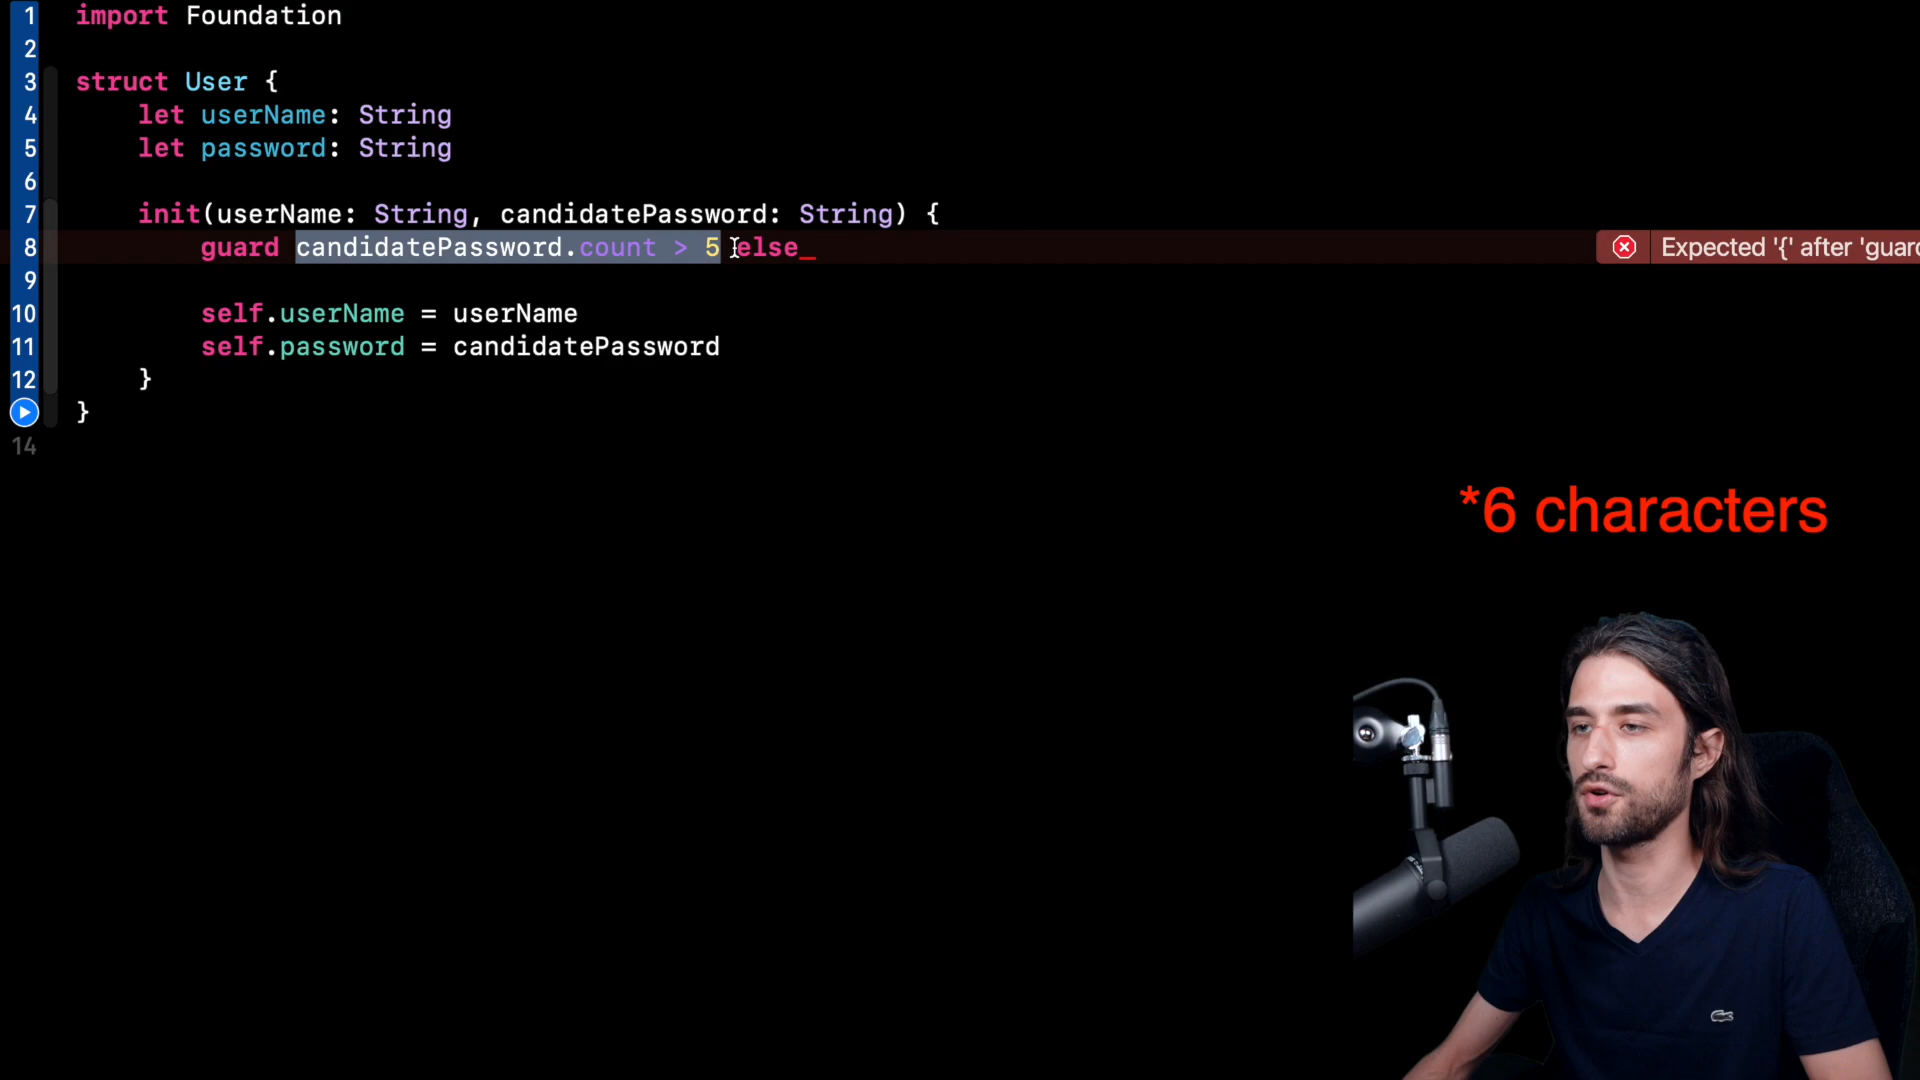 1 import Foundation
2
3 struct User {
4 let userName: String
5 let password: String
6
7 init(userName: String, candidatePassword: String) {
8 guard candidatePassword.count > 5 else_ Expected '{' after 'guard
9
10 self.userName = userName
11 self.password = candidatePassword
12 }
}
14
*6 characters